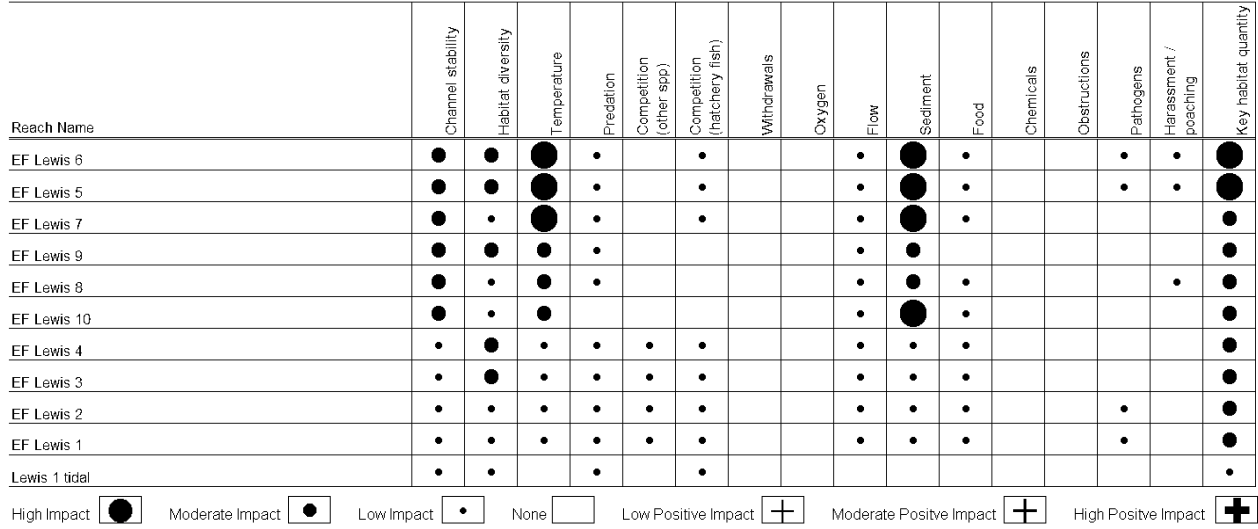 Reach Name
Channel stability
Habitat diversity
Temperature
Predation
Competition
(other spp)
Competition
(hatchery fish)
Withdrawals
Oxygen
Flow
Sediment
Food
Chemicals
Obstructions
Pathogens
Harassment /
poaching
Key habitat quantity
EF Lewis 6
EF Lewis 5
EF Lewis 7
EF Lewis 9
EF Lewis 8
EF Lewis 10
EF Lewis 4
EF Lewis 3
EF Lewis 2
EF Lewis 1
Lewis 1 tidal
High Impact Moderate Impact Low Impact None Low Positive Impact Moderate Positve Impact High Positve Impact